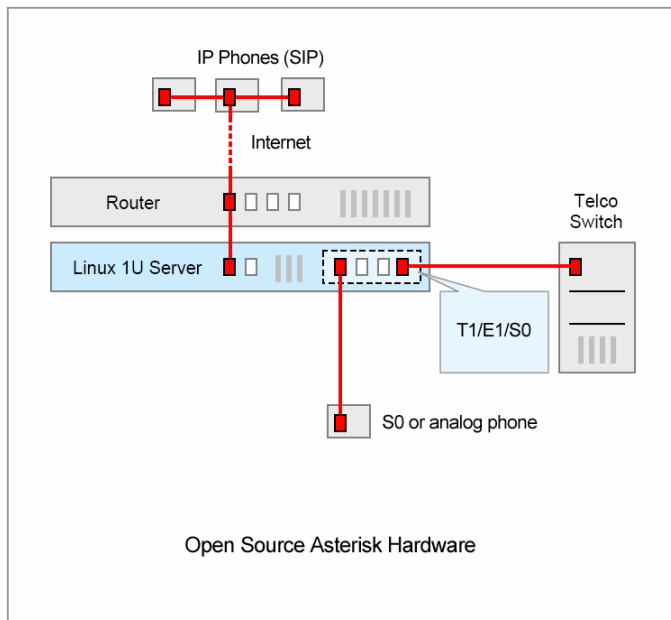 IP Phones (SIP)
Internet
Router
Telco
Switch
Linux 1U Server
T1/E1/S0
S0 or analog phone
Open Source Asterisk Hardware